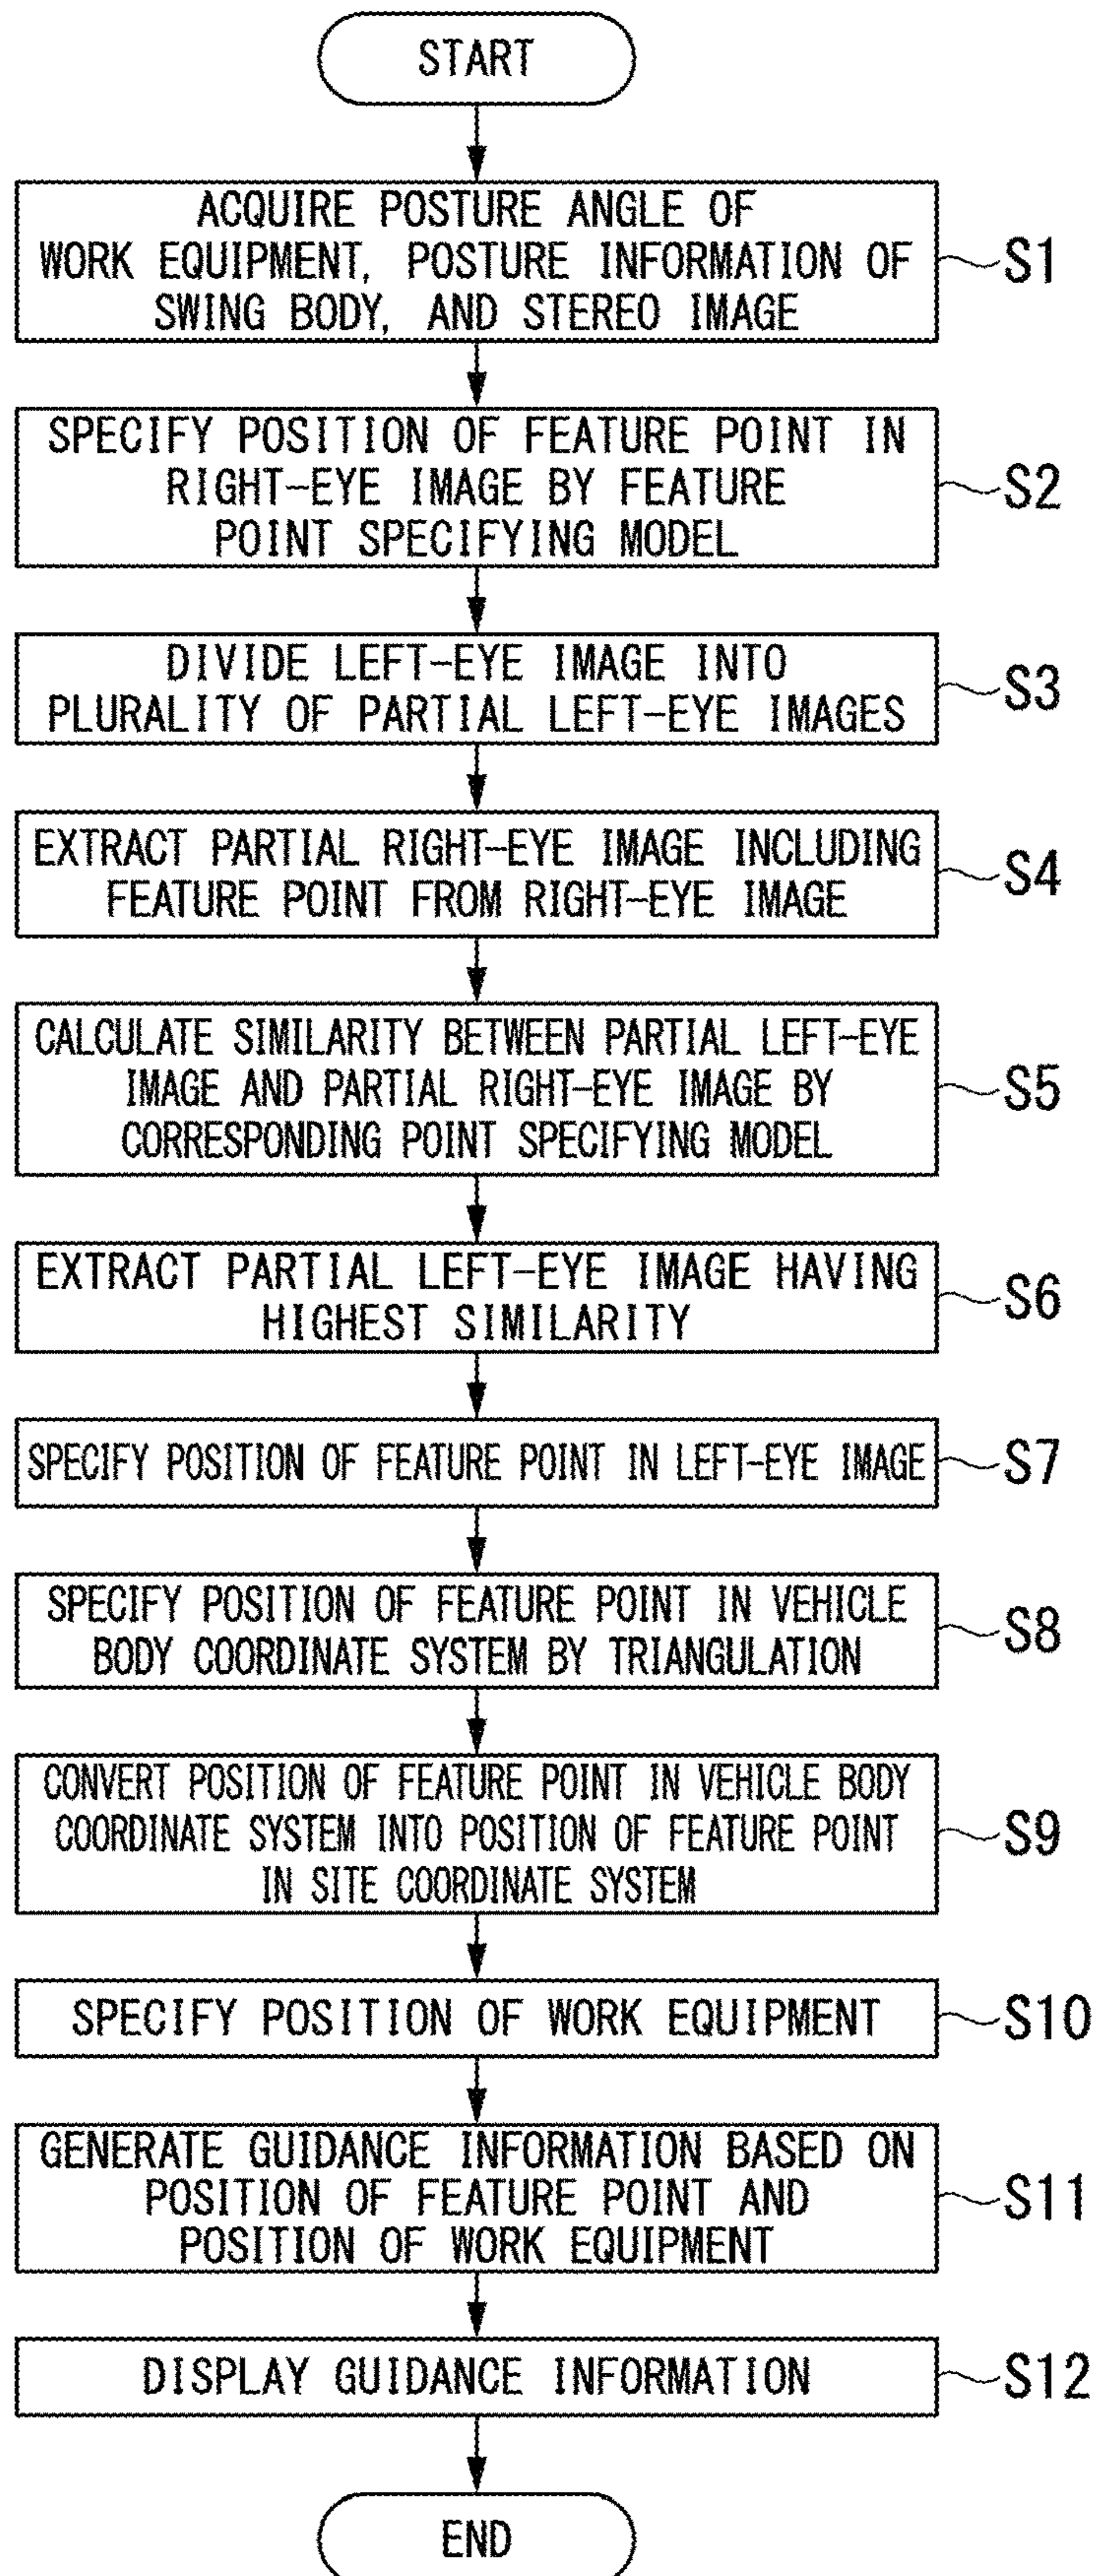 START
ACQUIRE POSTURE ANGLE OF
WORK EQUIPMENT, POSTURE INFORMATION OF
SWING BODY, AND STEREO IMAGE
S1
SPECIFY POSITION OF FEATURE POINT IN
RIGHT-EYE IMAGE BY FEATURE
POINT SPECIFYING MODEL
S2
DIVIDE LEFT-EYE IMAGE INTO
PLURALITY OF PARTIAL LEFT-EYE IMAGES
S3
EXTRACT PARTIAL RIGHT-EYE IMAGE INCLUDING
FEATURE POINT FROM RIGHT-EYE IMAGE
S4
CALCULATE SIMILARITY BETWEEN PARTIAL LEFT-EYE
IMAGE AND PARTIAL RIGHT-EYE IMAGE BY
CORRESPONDING POINT SPECIFYING MODEL
S5
EXTRACT PARTIAL LEFT-EYE IMAGE HAVING
HIGHEST SIMILARITY
S6
SPECIFY POSITION OF FEATURE POINT IN LEFT-EYE IMAGE
S7
SPECIFY POSITION OF FEATURE POINT IN VEHICLE
BODY COORDINATE SYSTEM BY TRIANGULATION
S8
CONVERT POSITION OF FEATURE POINT IN VEHICLE BODY
COORDINATE SYSTEM INTO POSITION OF FEATURE POINT
IN SITE COORDINATE SYSTEM
S9
SPECIFY POSITION OF WORK EQUIPMENT
S10
GENERATE GUIDANCE INFORMATION BASED ON
POSITION OF FEATURE POINT AND
POSITION OF WORK EQUIPMENT
S11
DISPLAY GUIDANCE INFORMATION
S12
END